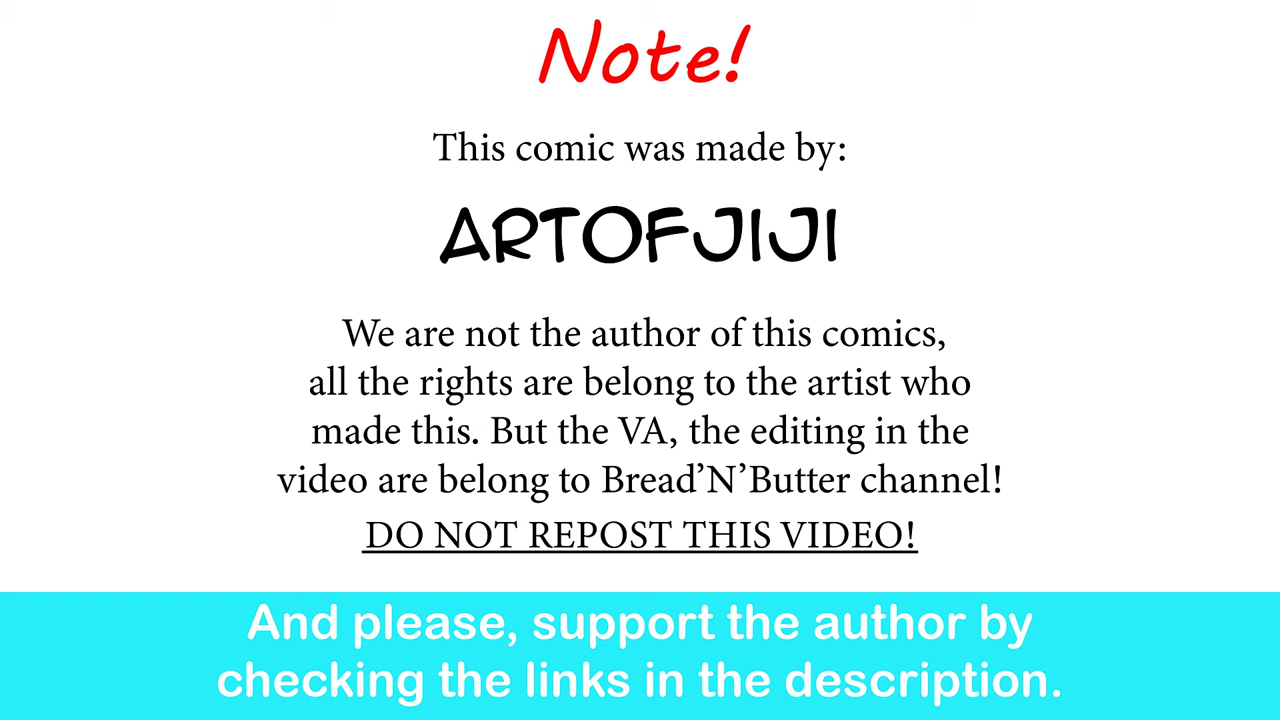 Note!
This comic was made by:
ARTOFJIJI
We are not the author of this comics,
all the rights are belong to the artist who
made this. But the VA, the editing in the
video are belong to Bread’N’Butter channel!
DO NOT REPOST THIS VIDEO!
And please, support the author by
checking the links in the description.